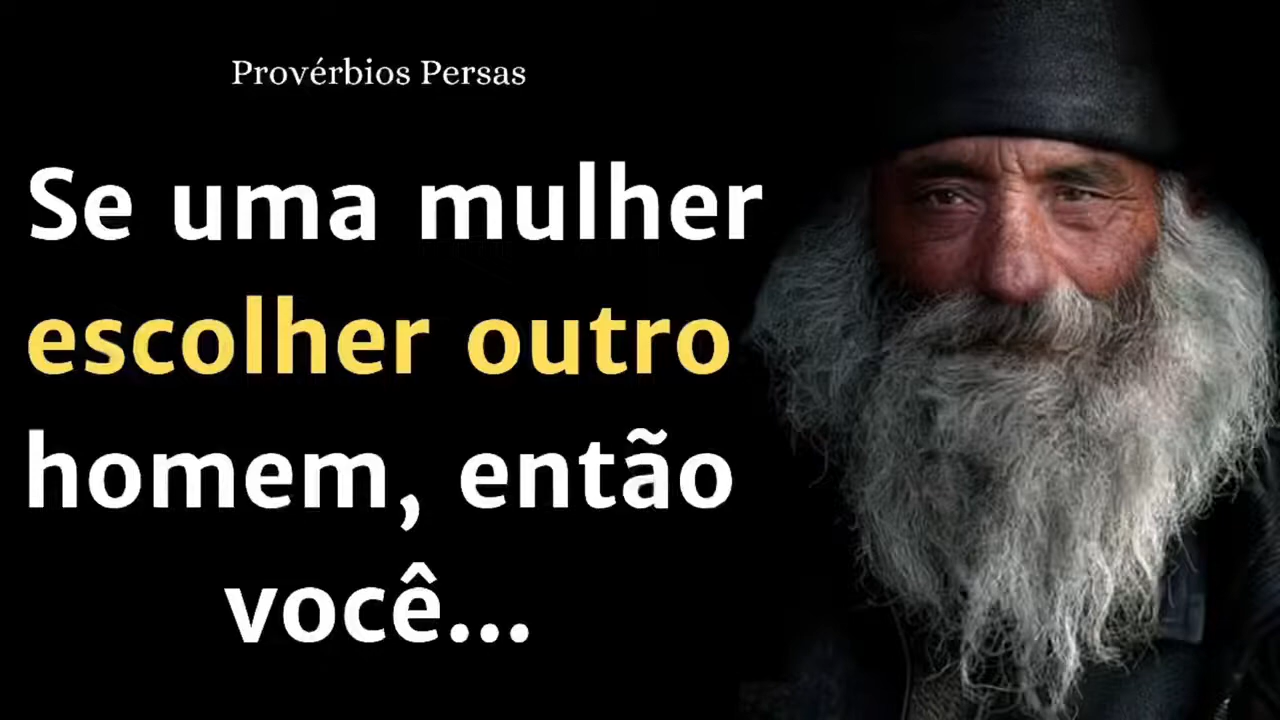 Provérbios Persas
Se uma mulher
escolher outro
homem, então
você...